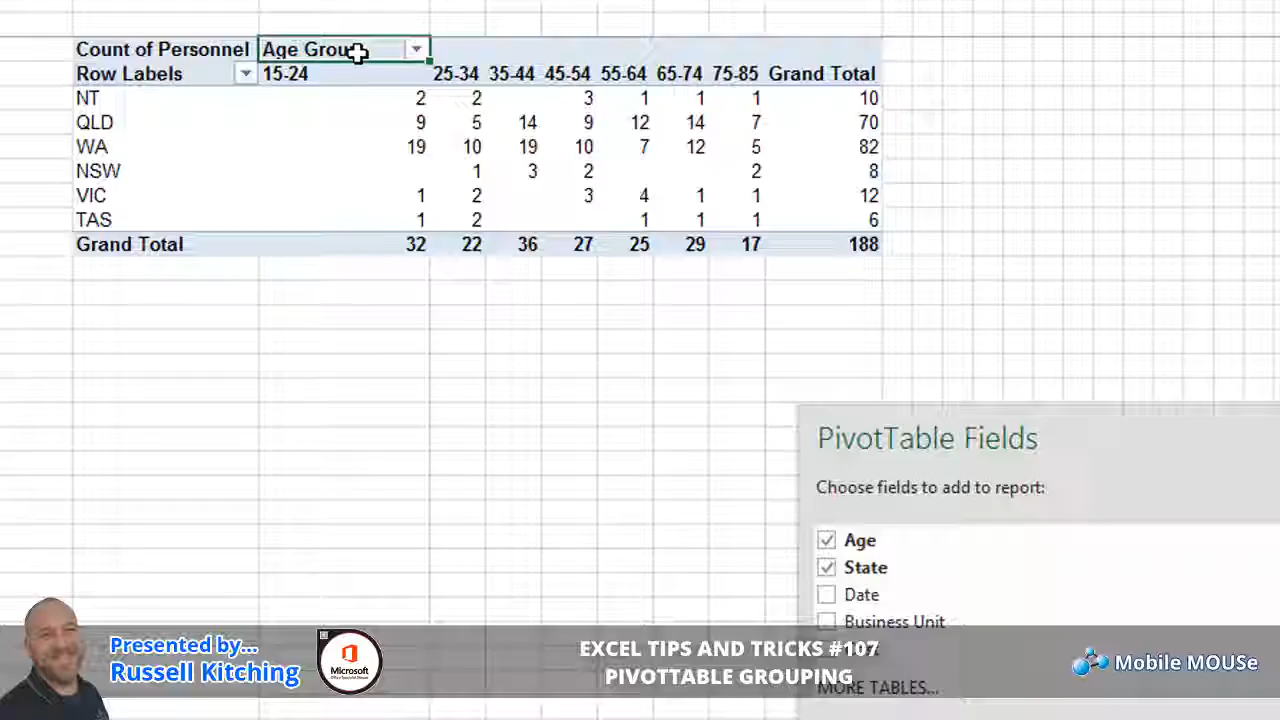 Count of Personnel Age Grou
Row Labels 15-24 25-34 35-44 45-54 55-64 65-74 75-85 Grand Total
NT 2 2 3 1 1 1 10
QLD 9 5 14 9 12 14 7 70
WA 19 10 19 10 7 12 5 82
NSW 1 3 2 2 8
VIC 1 2 3 4 1 1 12
TAS 1 2 1 1 1 6
Grand Total 32 22 36 27 25 29 17 188
PivotTable Fields
Choose fields to add to report:
Age
State
Date
Business Unit
MORE TABLES...
Presented by...
Russell Kitching
Microsoft
EXCEL TIPS AND TRICKS #107
PIVOTTABLE GROUPING
Mobile MOUSe